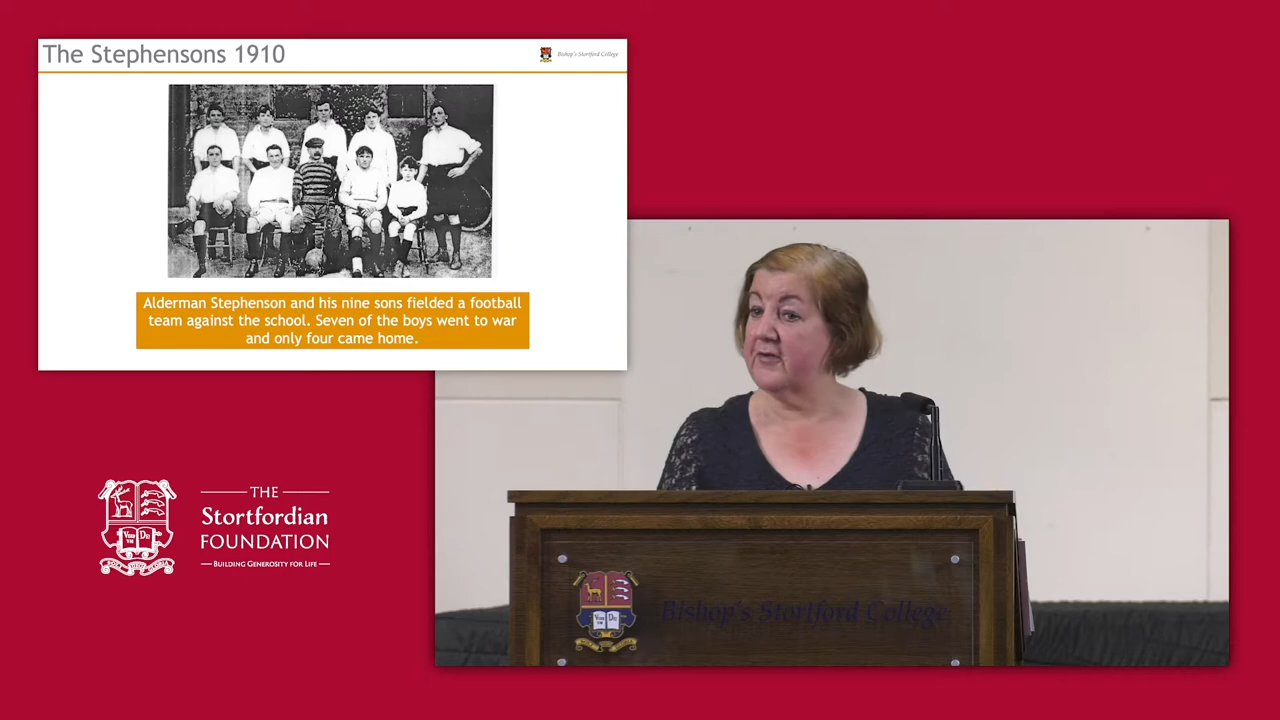 The Stephensons 1910
Bishop's Stortford College
Alderman Stephenson and his nine sons fielded a football
team against the school. Seven of the boys went to war
and only four came home.
THE
Stortfordian
FOUNDATION
BUILDING GENEROSITY FOR LIFE
Bishop's Stortford College